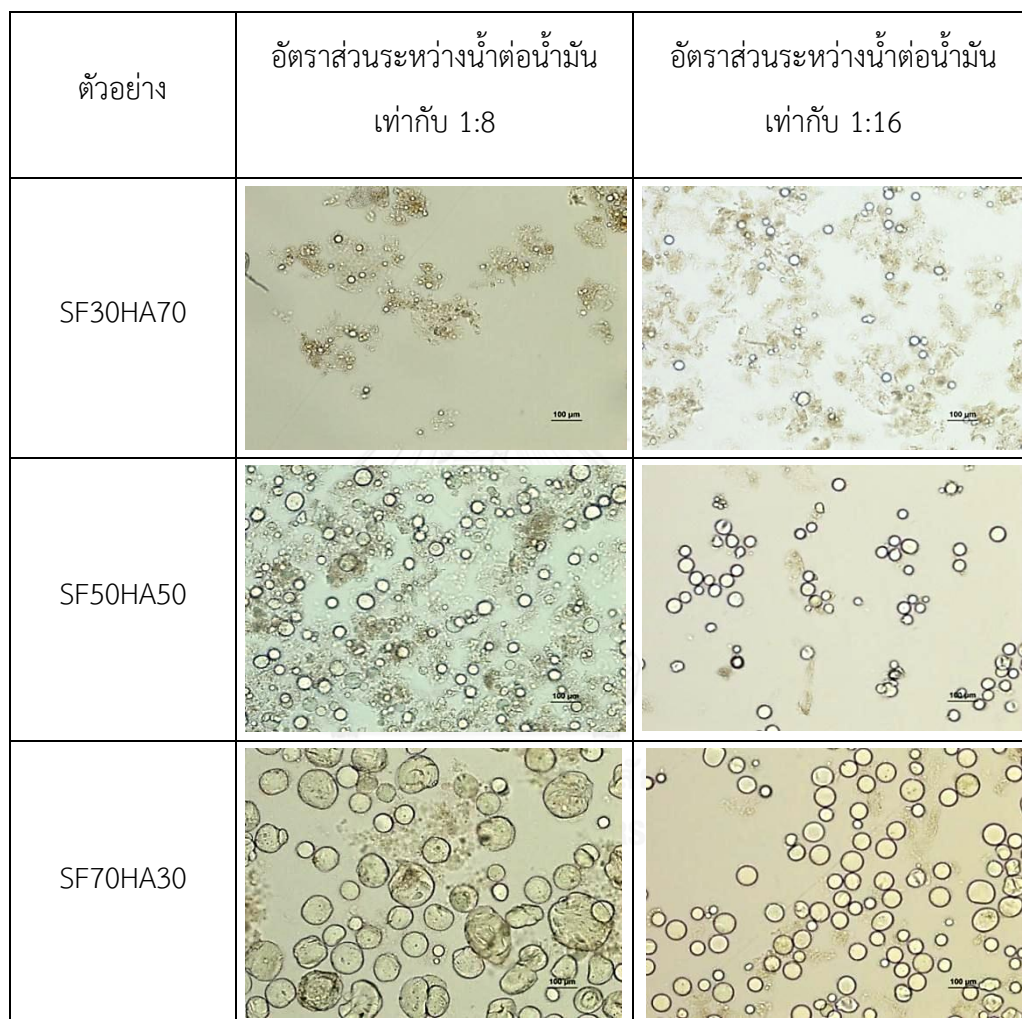 ตัวอย่าง
อัตราส่วนระหว่างน้ำต่อน้ำมัน
เท่ากับ 1:8
อัตราส่วนระหว่างน้ำต่อน้ำมัน
เท่ากับ 1:16
SF30HA70
100 µm
100 µm
SF50HA50
100 µm
100 µm
SF70HA30
100 µm
100 µm